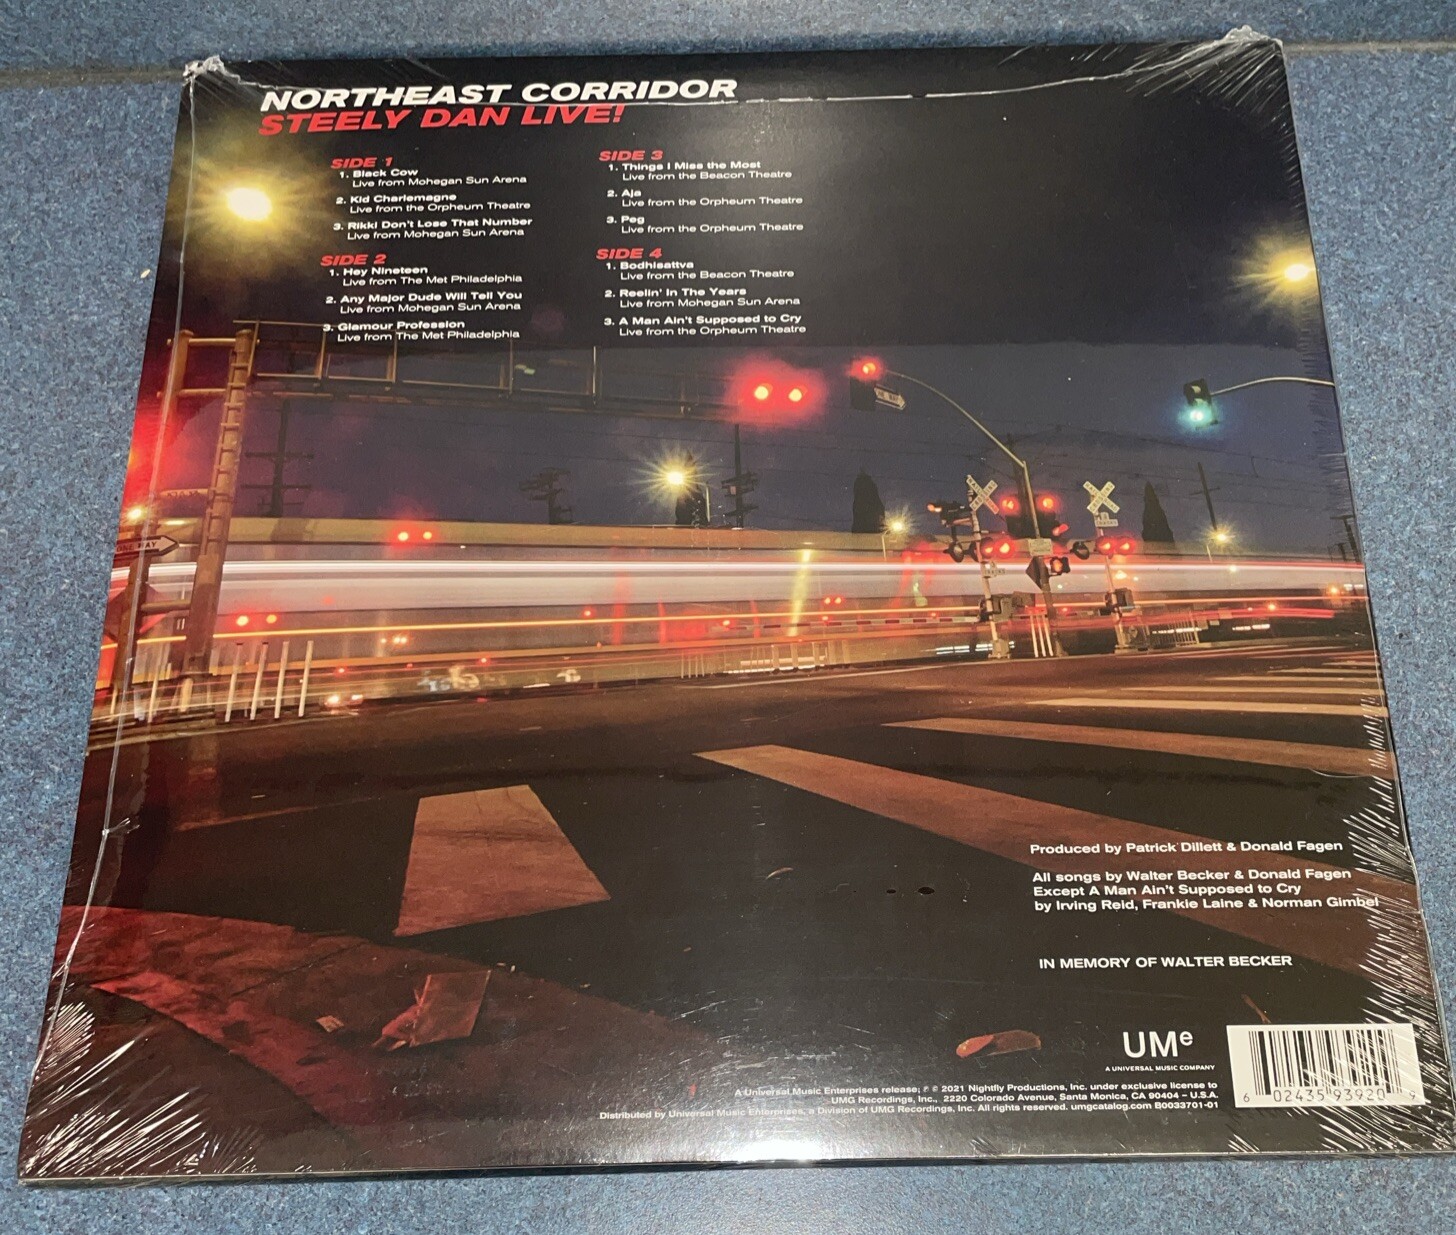 NORTHEAST CORRIDOR
STEELY DAN LIVE!
SIDE 1
1. Black Cow
Live from Mohegan Sun Arena
2. Kid Charlemagne
Live from the Orpheum Theatre
3. Rikki Don't Lose That Number
Live from Mohegan Sun Arena
SIDE 2
1. Hey Nineteen
Live from The Met Philadelphia
2. Any Major Dude Will Tell You
Live from Mohegan Sun Arena
3. Glamour Profession
Live from The Met Philadelphia
SIDE 3
1. Things I Miss the Most
Live from the Beacon Theatre
2. Aja
Live from the Orpheum Theatre
3. Peg
Live from the Orpheum Theatre
SIDE 4
1. Bodhisattva
Live from the Beacon Theatre
2. Reelin' In The Years
Live from Mohegan Sun Arena
3. A Man Ain't Supposed to Cry
Live from the Orpheum Theatre
ONE WAY
Produced by Patrick Dillett & Donald Fagen
All songs by Walter Becker & Donald Fagen
Except A Man Ain't Supposed to Cry
by Irving Reid, Frankie Laine & Norman Gimbel
IN MEMORY OF WALTER BECKER
UMe
A UNIVERSAL MUSIC COMPANY
A Universal Music Enterprises release; ℗ © 2021 Nightfly Productions, Inc. under exclusive license to
UMG Recordings, Inc., 2220 Colorado Avenue, Santa Monica, CA 90404 – U.S.A.
Distributed by Universal Music Enterprises, a Division of UMG Recordings, Inc. All rights reserved. umgcatalog.com B0033701-01
6 02435 93920 9